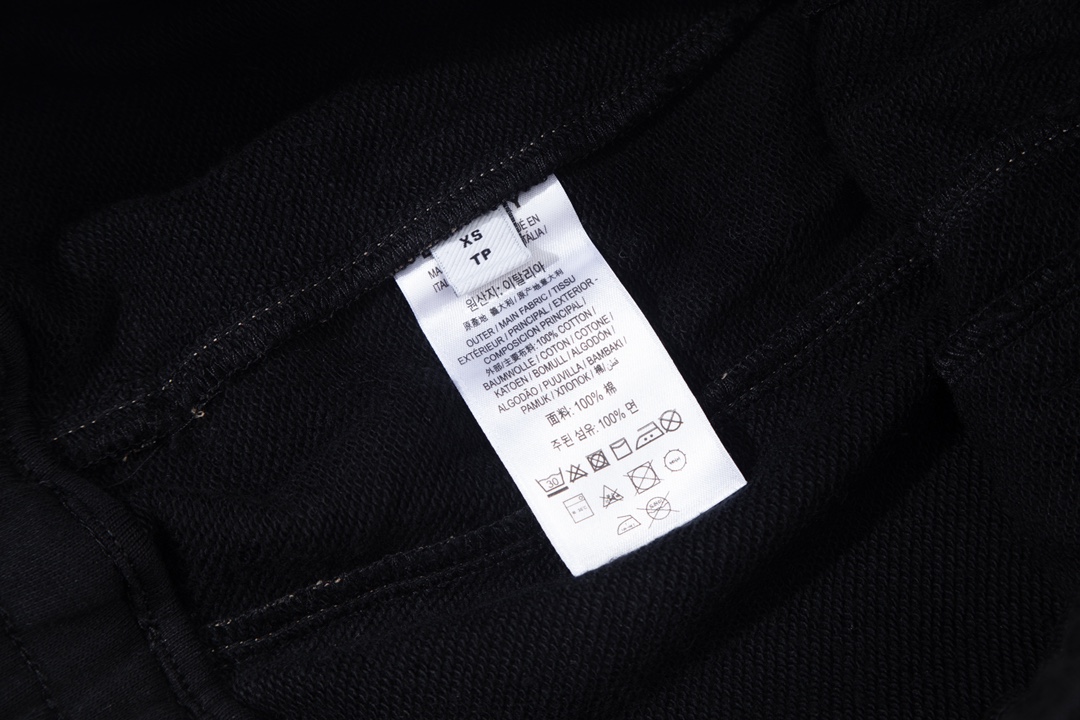 XS
TP
원산지: 이탈리아
原產地 義大利 / 原产地意大利
OUTER / MAIN FABRIC / TISSU
EXTÉRIEUR / PRINCIPAL / EXTERIOR -
COMPOSICION PRINCIPAL /
外部/主要布料: 100% COTTON /
BAUMWOLLE / COTON / COTONE /
KATOEN / BOMULL / ALGODÓN /
ALGODÃO / PUUVILLA / BAMBAKI /
PAMUK / ХЛОПОК / 棉/
面料: 100% 棉
주된 섬유: 100% 면
30